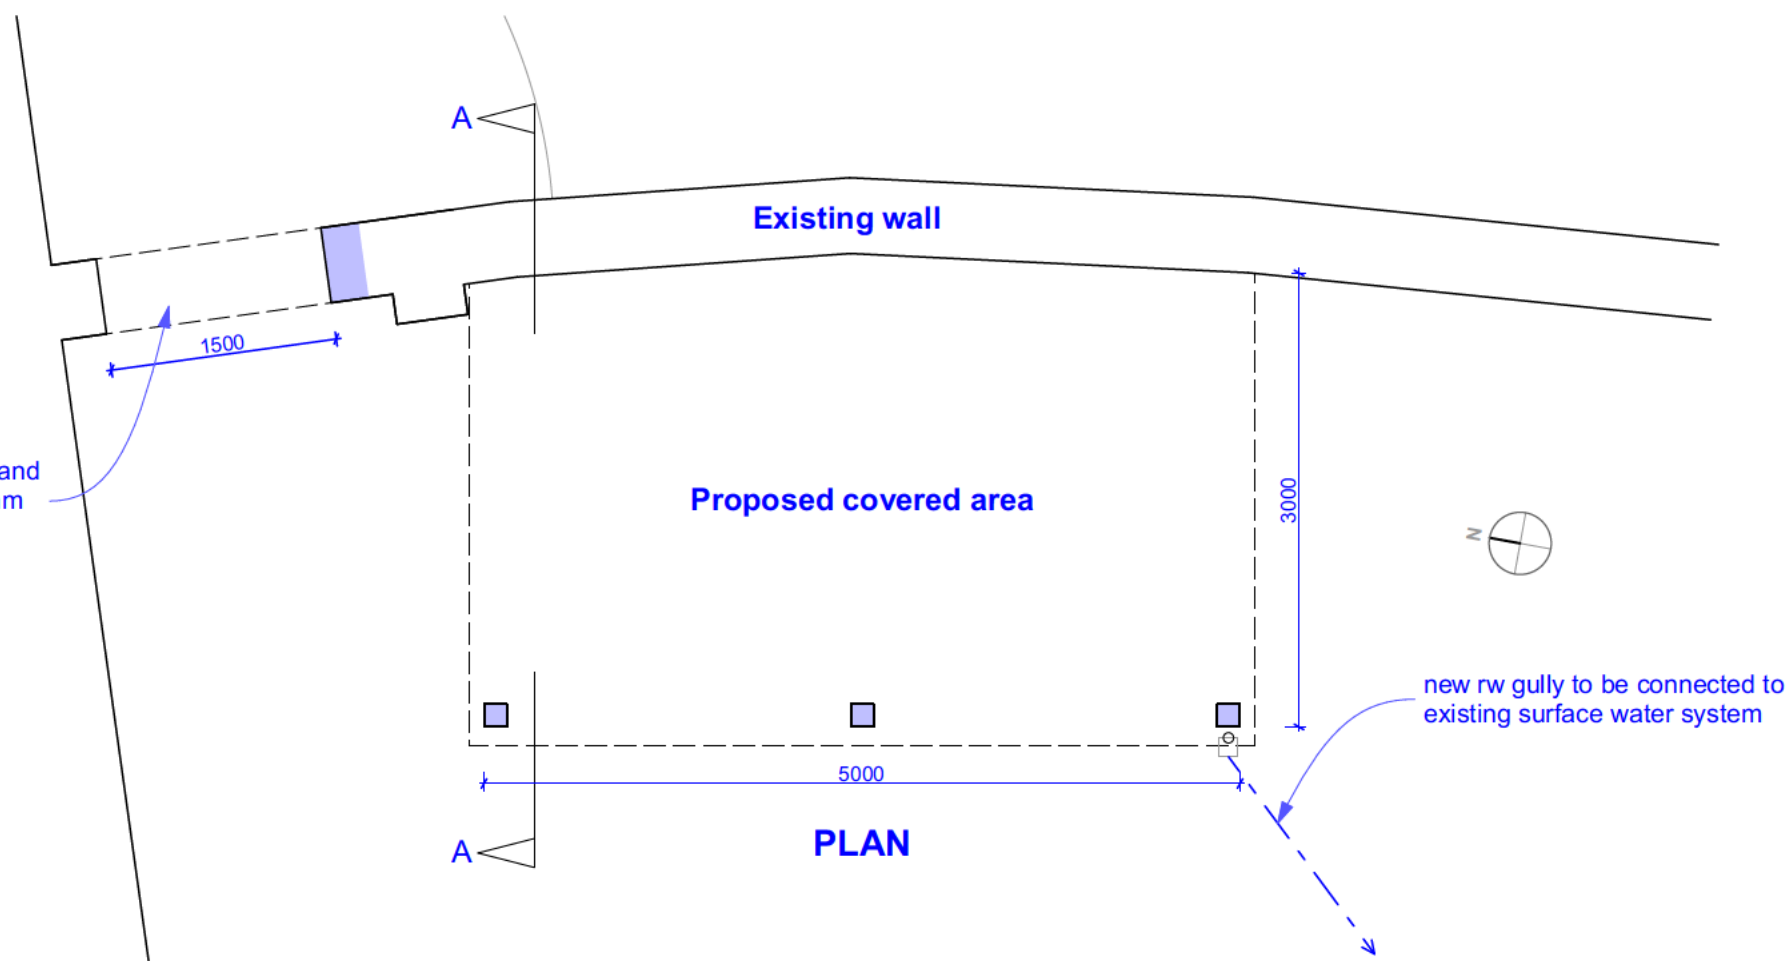 A
Existing wall
1500
and
m
Proposed covered area
3000
N
new rw gully to be connected to
existing surface water system
5000
PLAN
A